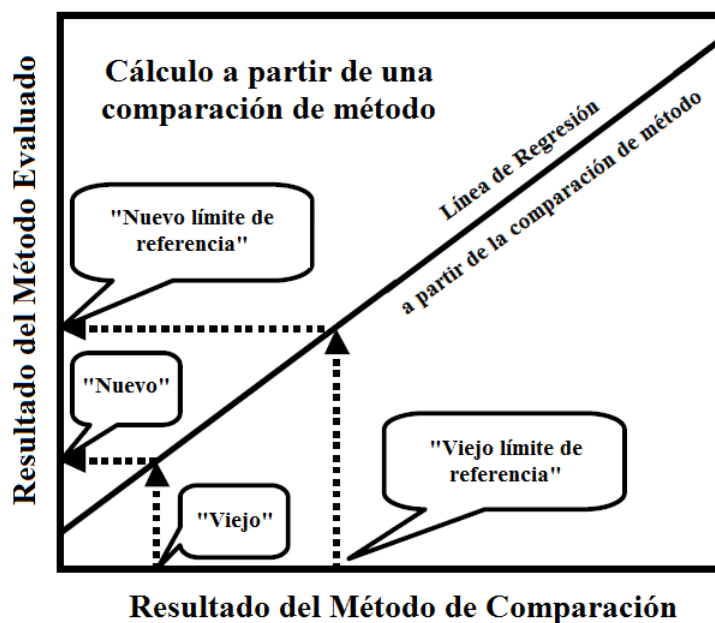 Cálculo a partir de una
comparación de método
Resultado del Método Evaluado
Línea de Regresión
a partir de la comparación de método
"Nuevo límite de
referencia"
"Nuevo"
"Viejo límite de
referencia"
"Viejo"
Resultado del Método de Comparación